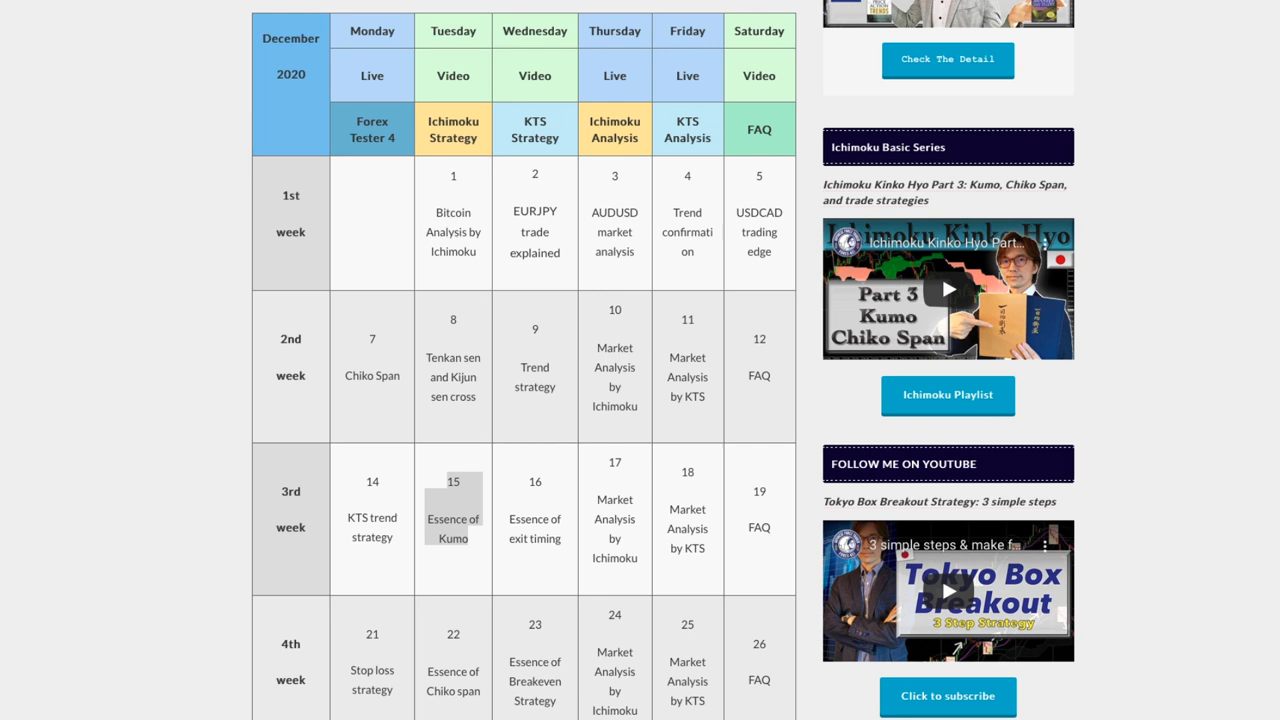 December
2020
Monday
Tuesday
Wednesday
Thursday
Friday
Saturday
Live
Video
Video
Live
Live
Video
Forex
Tester 4
Ichimoku
Strategy
KTS
Strategy
Ichimoku
Analysis
KTS
Analysis
FAQ
1st
week
1
Bitcoin
Analysis by
Ichimoku
2
EURJPY
trade
explained
3
AUDUSD
market
analysis
4
Trend
confirmati
on
5
USDCAD
trading
edge
2nd
week
7
Chiko Span
8
Tenkan sen
and Kijun
sen cross
9
Trend
strategy
10
Market
Analysis
by
Ichimoku
11
Market
Analysis
by KTS
12
FAQ
3rd
week
14
KTS trend
strategy
15
Essence of
Kumo
16
Essence of
exit timing
17
Market
Analysis
by
Ichimoku
18
Market
Analysis
by KTS
19
FAQ
4th
week
21
Stop loss
strategy
22
Essence of
Chiko span
23
Essence of
Breakeven
Strategy
24
Market
Analysis
by
Ichimoku
25
Market
Analysis
by KTS
26
FAQ
TRENDS
Check The Detail
Ichimoku Basic Series
Ichimoku Kinko Hyo Part 3: Kumo, Chiko Span,
and trade strategies
Ichimoku Kinko Hyo
Ichimoku Kinko Hyo Part...
Part 3
Kumo
Chiko Span
Ichimoku Playlist
FOLLOW ME ON YOUTUBE
Tokyo Box Breakout Strategy: 3 simple steps
3 simple steps & make f...
Tokyo Box
Breakout
3 Step Strategy
Click to subscribe